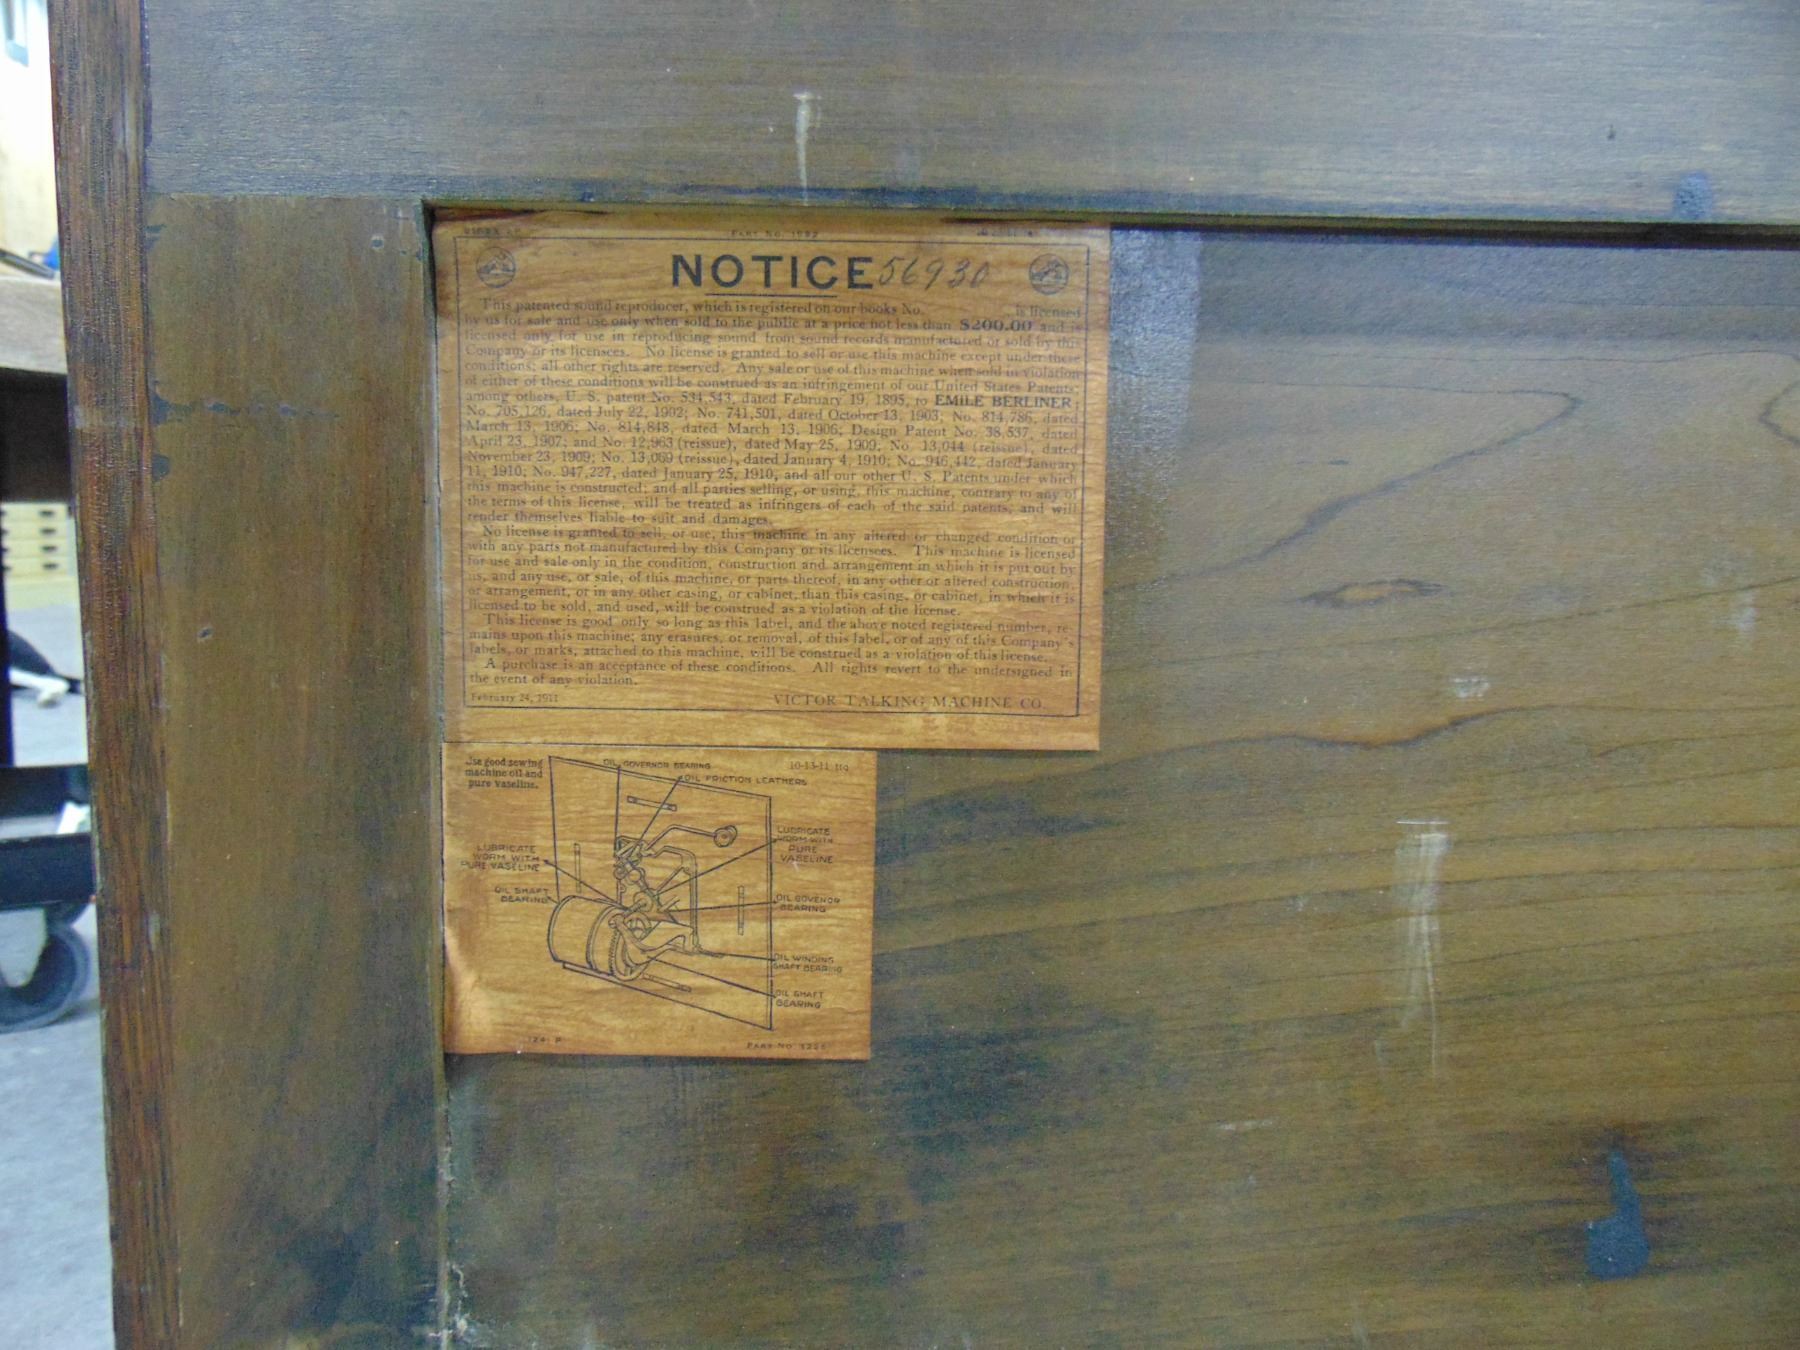 PART No. 1992
NOTICE 56930
This patented sound reproducer, which is registered on our books No. is licensed
by us for sale and use only when sold to the public at a price not less than $200.00 and is
licensed only for use in reproducing sound from sound records manufactured or sold by this
Company or its licensees. No license is granted to sell or use this machine except under these
conditions; all other rights are reserved. Any sale or use of this machine when sold in violation
of either of these conditions will be construed as an infringement of our United States Patents;
among others, U. S. patent No. 534,543, dated February 19, 1895, to EMILE BERLINER;
No. 705,126, dated July 22, 1902; No. 741,501, dated October 13, 1903; No. 814,786, dated
March 13, 1906; No. 814,848, dated March 13, 1906; Design Patent No. 38,537, dated
April 23, 1907; and No. 12,963 (reissue), dated May 25, 1909; No. 13,044 (reissue), dated
November 23, 1909; No. 13,069 (reissue), dated January 4, 1910; No. 946,442, dated January
11, 1910; No. 947,227, dated January 25, 1910, and all our other U. S. Patents under which
this machine is constructed; and all parties selling, or using, this machine, contrary to any of
the terms of this license, will be treated as infringers of each of the said patents, and will
render themselves liable to suit and damages.
No license is granted to sell, or use, this machine in any altered or changed condition or
with any parts not manufactured by this Company or its licensees. This machine is licensed
for use and sale only in the condition, construction and arrangement in which it is put out by
us, and any use, or sale, of this machine, or parts thereof, in any other or altered construction,
or arrangement, or in any other casing, or cabinet, than this casing, or cabinet, in which it is
licensed to be sold, and used, will be construed as a violation of the license.
This license is good only so long as this label, and the above noted registered number, re-
mains upon this machine; any erasures, or removal, of this label, or of any of this Company's
labels, or marks, attached to this machine, will be construed as a violation of this license.
A purchase is an acceptance of these conditions. All rights revert to the undersigned in
the event of any violation.
February 24, 1911 VICTOR TALKING MACHINE CO.
Use good sewing
machine oil and
pure vaseline.
OIL GOVERNOR BEARING
10-13-11
OIL FRICTION LEATHERS
LUBRICATE
WORM WITH
PURE
VASELINE
LUBRICATE
WORM WITH
PURE VASELINE
OIL SHAFT
BEARING
OIL GOVENOR
BEARING
OIL WINDING
SHAFT BEARING
OIL SHAFT
BEARING
PART No.